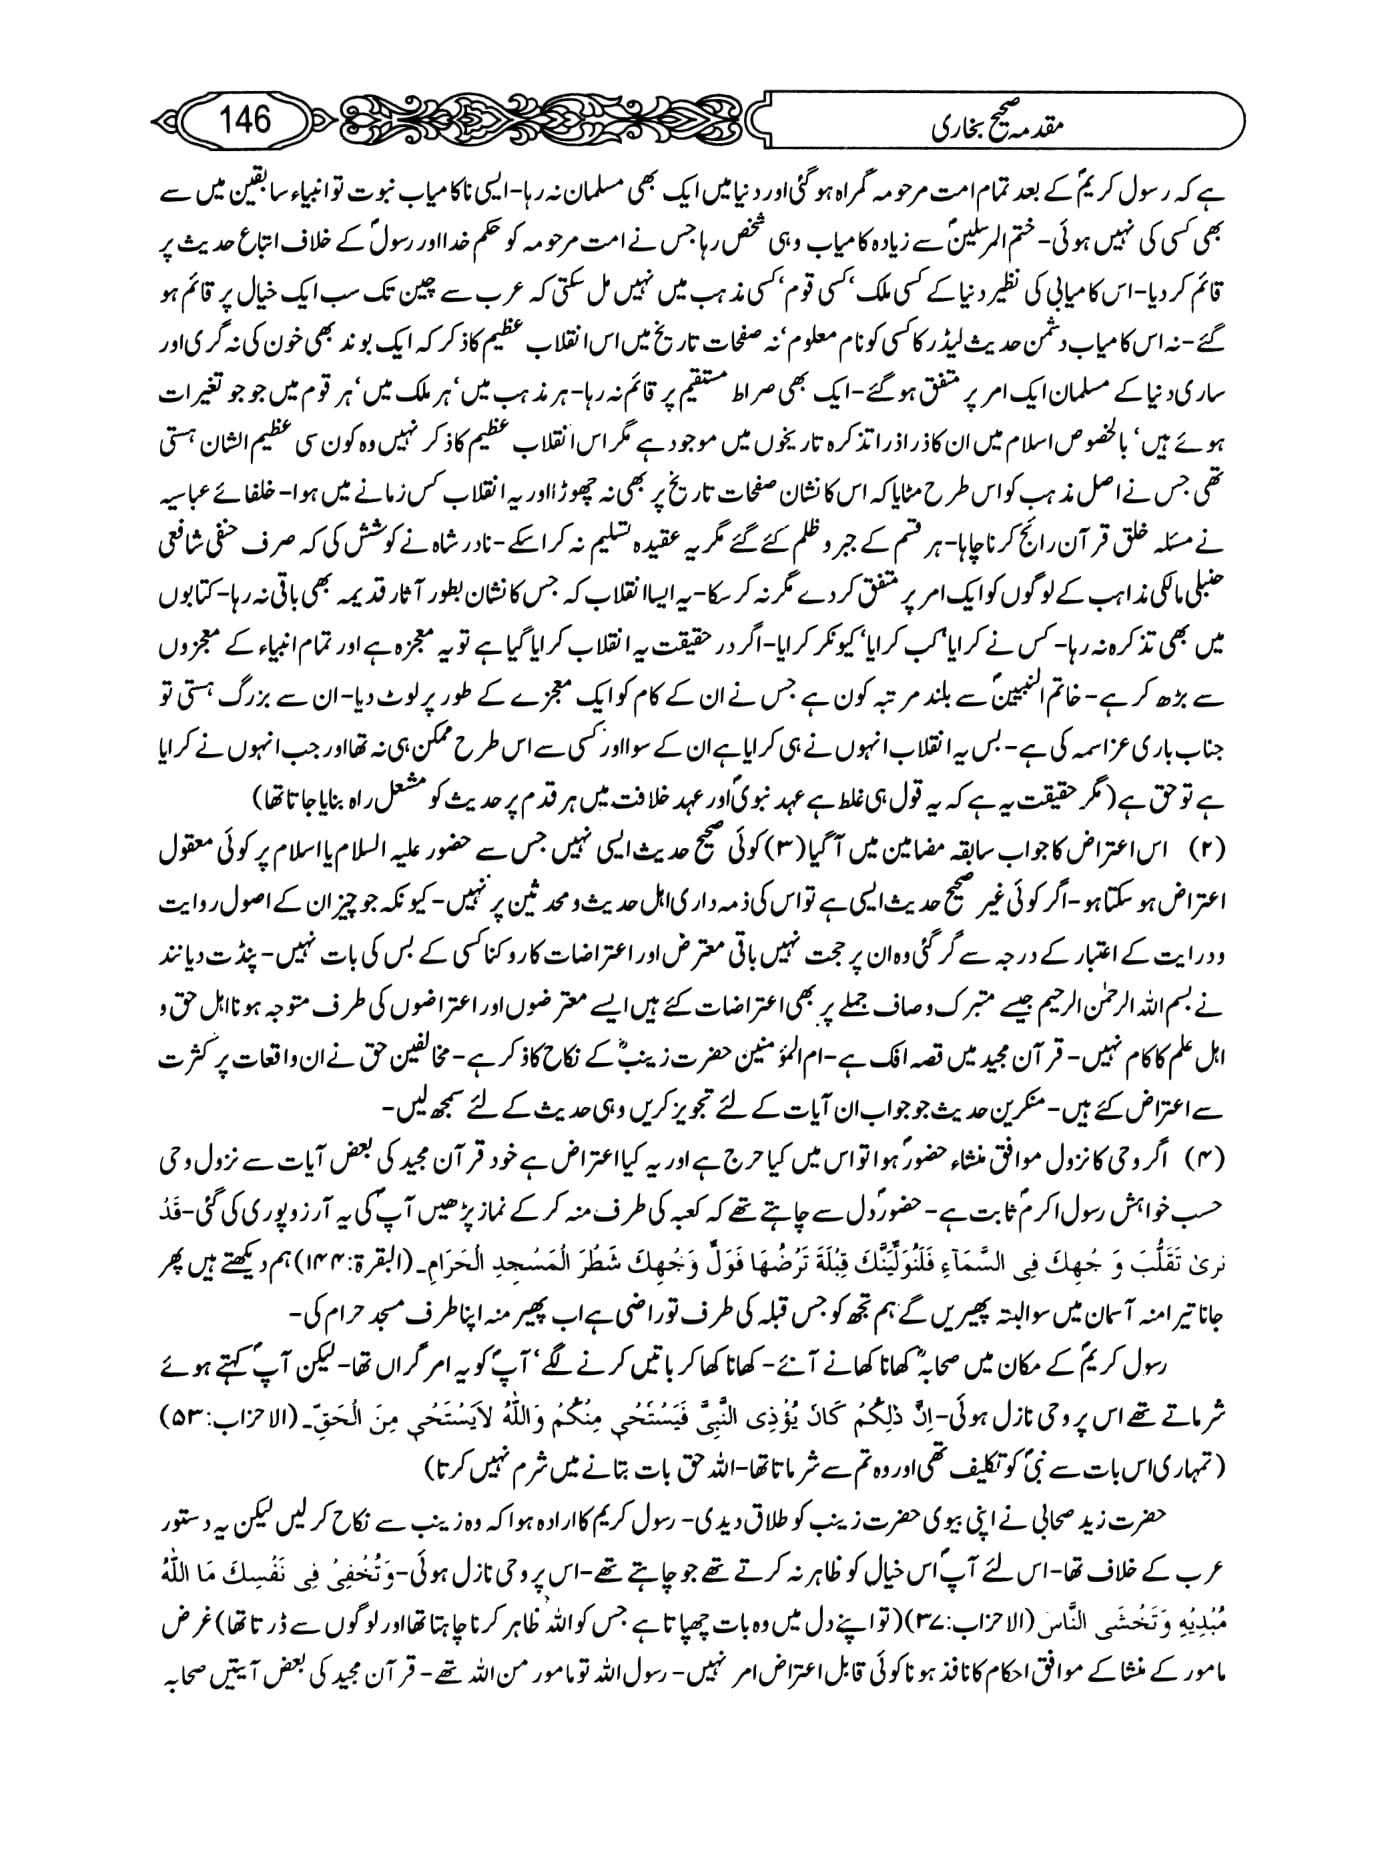 مقدمہ صحیح بخاری
146
ہے کہ رسول کریمؐ کے بعد تمام امت مرحومہ گمراہ ہو گئی اور دنیا میں ایک بھی مسلمان نہ رہا-ایسی ناکامیاب نبوت تو انبیاء سابقین میں سے
بھی کسی کی نہیں ہوئی-ختم المرسلینؐ سے زیادہ کامیاب وہی شخص رہا جس نے امت مرحومہ کو حکم خدا اور رسولؐ کے خلاف اتباع حدیث پر
قائم کر دیا-اس کامیابی کی نظیر دنیا کے کسی ملک‘ کسی قوم‘ کسی مذہب میں نہیں مل سکتی کہ عرب سے چین تک سب ایک خیال پر قائم ہو
گئے-نہ اس کامیاب دشمن حدیث لیڈر کا کسی کو نام معلوم‘ نہ صفحات تاریخ میں اس انقلاب عظیم کا ذکر کہ ایک بوند بھی خون کی نہ گری اور
ساری دنیا کے مسلمان ایک امر پر متفق ہو گئے-ایک بھی صراط مستقیم پر قائم نہ رہا-ہر مذہب میں‘ ہر ملک میں‘ ہر قوم میں جو جو تغیرات
ہوئے ہیں‘ بالخصوص اسلام میں ان کا ذرا ذرا تذکرہ تاریخوں میں موجود ہے مگر اس انقلاب عظیم کا ذکر نہیں وہ کون سی عظیم الشان ہستی
تھی جس نے اصل مذہب کو اس طرح مٹایا کہ اس کا نشان صفحات تاریخ پر بھی نہ چھوڑا اور یہ انقلاب کس زمانے میں ہوا-خلفائے عباسیہ
نے مسئلہ خلق قرآن رائج کرنا چاہا-ہر قسم کے جبر و ظلم کئے گئے مگر یہ عقیدہ تسلیم نہ کرا سکے-نادر شاہ نے کوشش کی کہ صرف حنفی شافعی
حنبلی مالکی مذاہب کے لوگوں کو ایک امر پر متفق کر دے مگر نہ کر سکا-یہ ایسا انقلاب کہ جس کا نشان بطور آثار قدیمہ بھی باقی نہ رہا-کتابوں
میں بھی تذکرہ نہ رہا-کس نے کرایا‘ کب کرایا‘ کیونکر کرایا-اگر در حقیقت یہ انقلاب کرایا گیا ہے تو یہ معجزہ ہے اور تمام انبیاء کے معجزوں
سے بڑھ کر ہے-خاتم النبیینؐ سے بلند مرتبہ کون ہے جس نے ان کے کام کو ایک معجزے کے طور پر لوٹ دیا-ان سے بزرگ ہستی تو
جناب باری عزاسمہ کی ہے-بس یہ انقلاب انہوں نے ہی کرایا ہے ان کے سوا اور کسی سے اس طرح ممکن ہی نہ تھا اور جب انہوں نے کرایا
ہے تو حق ہے (مگر حقیقت یہ ہے کہ یہ قول ہی غلط ہے عہد نبویؐ اور عہد خلافت میں ہر قدم پر حدیث کو مشعل راہ بنایا جاتا تھا)
(۲) اس اعتراض کا جواب سابقہ مضامین میں آ گیا (۳) کوئی صحیح حدیث ایسی نہیں جس سے حضور علیہ السلام یا اسلام پر کوئی معقول
اعتراض ہو سکتا ہو-اگر کوئی غیر صحیح حدیث ایسی ہے تو اس کی ذمہ داری اہل حدیث و محدثین پر نہیں-کیونکہ جو چیز ان کے اصول روایت
و درایت کے اعتبار کے درجہ سے گر گئی وہ ان پر حجت نہیں باقی معترض اور اعتراضات کا روکنا کسی کے بس کی بات نہیں-پنڈت دیانند
نے بسم اللہ الرحمٰن الرحیم جیسے متبرک و صاف جملے پر بھی اعتراضات کئے ہیں ایسے معترضوں اور اعتراضوں کی طرف متوجہ ہونا اہل حق و
اہل علم کا کام نہیں-قرآن مجید میں قصہ افک ہے-ام المؤمنین حضرت زینبؓ کے نکاح کا ذکر ہے-مخالفین حق نے ان واقعات پر کثرت
سے اعتراض کئے ہیں-منکرین حدیث جو جواب ان آیات کے لئے تجویز کریں وہی حدیث کے لئے سمجھ لیں-
(۴) اگر وحی کا نزول موافق منشاء حضورؐ ہوا تو اس میں کیا حرج ہے اور یہ کیا اعتراض ہے خود قرآن مجید کی بعض آیات سے نزول وحی
حسب خواہش رسول اکرمؐ ثابت ہے-حضورؐ دل سے چاہتے تھے کہ کعبہ کی طرف منہ کر کے نماز پڑھیں آپؐ کی یہ آرزو پوری کی گئی-قَدْ
نَرىٰ تَقَلُّبَ وَجْهِكَ فِى السَّمَآءِ فَلَنُوَلِّيَنَّكَ قِبْلَةً تَرْضٰهَا فَوَلِّ وَجْهِكَ شَطْرَ الْمَسْجِدِ الْحَرَامِ۔ (البقرۃ:۱۴۴) ہم دیکھتے ہیں پھر
جانا تیرا منہ آسمان میں سو البتہ پھیریں گے ہم تجھ کو جس قبلہ کی طرف تو راضی ہے اب پھیر منہ اپنا طرف مسجد حرام کی-
رسول کریمؐ کے مکان میں صحابہؓ کھانا کھانے آئے-کھانا کھا کر باتیں کرنے لگے‘ آپؐ کو یہ امر گراں تھا-لیکن آپؐ کہتے ہوئے
شرماتے تھے اس پر وحی نازل ہوئی-اِنَّ ذٰلِكُمْ كَانَ يُؤْذِى النَّبِىَّ فَيَسْتَحْىٖ مِنْكُمْ وَاللّٰهُ لاَيَسْتَحْىٖ مِنَ الْحَقِّ۔ (الاحزاب:۵۳)
(تمہاری اس بات سے نبیؐ کو تکلیف تھی اور وہ تم سے شرماتا تھا-اللہ حق بات بتانے میں شرم نہیں کرتا)
حضرت زید صحابی نے اپنی بیوی حضرت زینب کو طلاق دیدی-رسول کریم کا ارادہ ہوا کہ وہ زینب سے نکاح کر لیں لیکن یہ دستور
عرب کے خلاف تھا-اس لئے آپؐ اس خیال کو ظاہر نہ کرتے تھے جو چاہتے تھے-اس پر وحی نازل ہوئی-وَتُخْفِىْ فِى نَفْسِكَ مَا اللّٰهُ
مُبْدِيْهِ وَتَخْشَى النَّاسَ (الاحزاب:۳۷) (تو اپنے دل میں وہ بات چھپاتا ہے جس کو اللہ ظاہر کرنا چاہتا تھا اور لوگوں سے ڈرتا تھا) غرض
مامور کے منشا کے موافق احکام کا نافذ ہونا کوئی قابل اعتراض امر نہیں-رسول اللہ تو مامور من اللہ تھے-قرآن مجید کی بعض آیتیں صحابہ